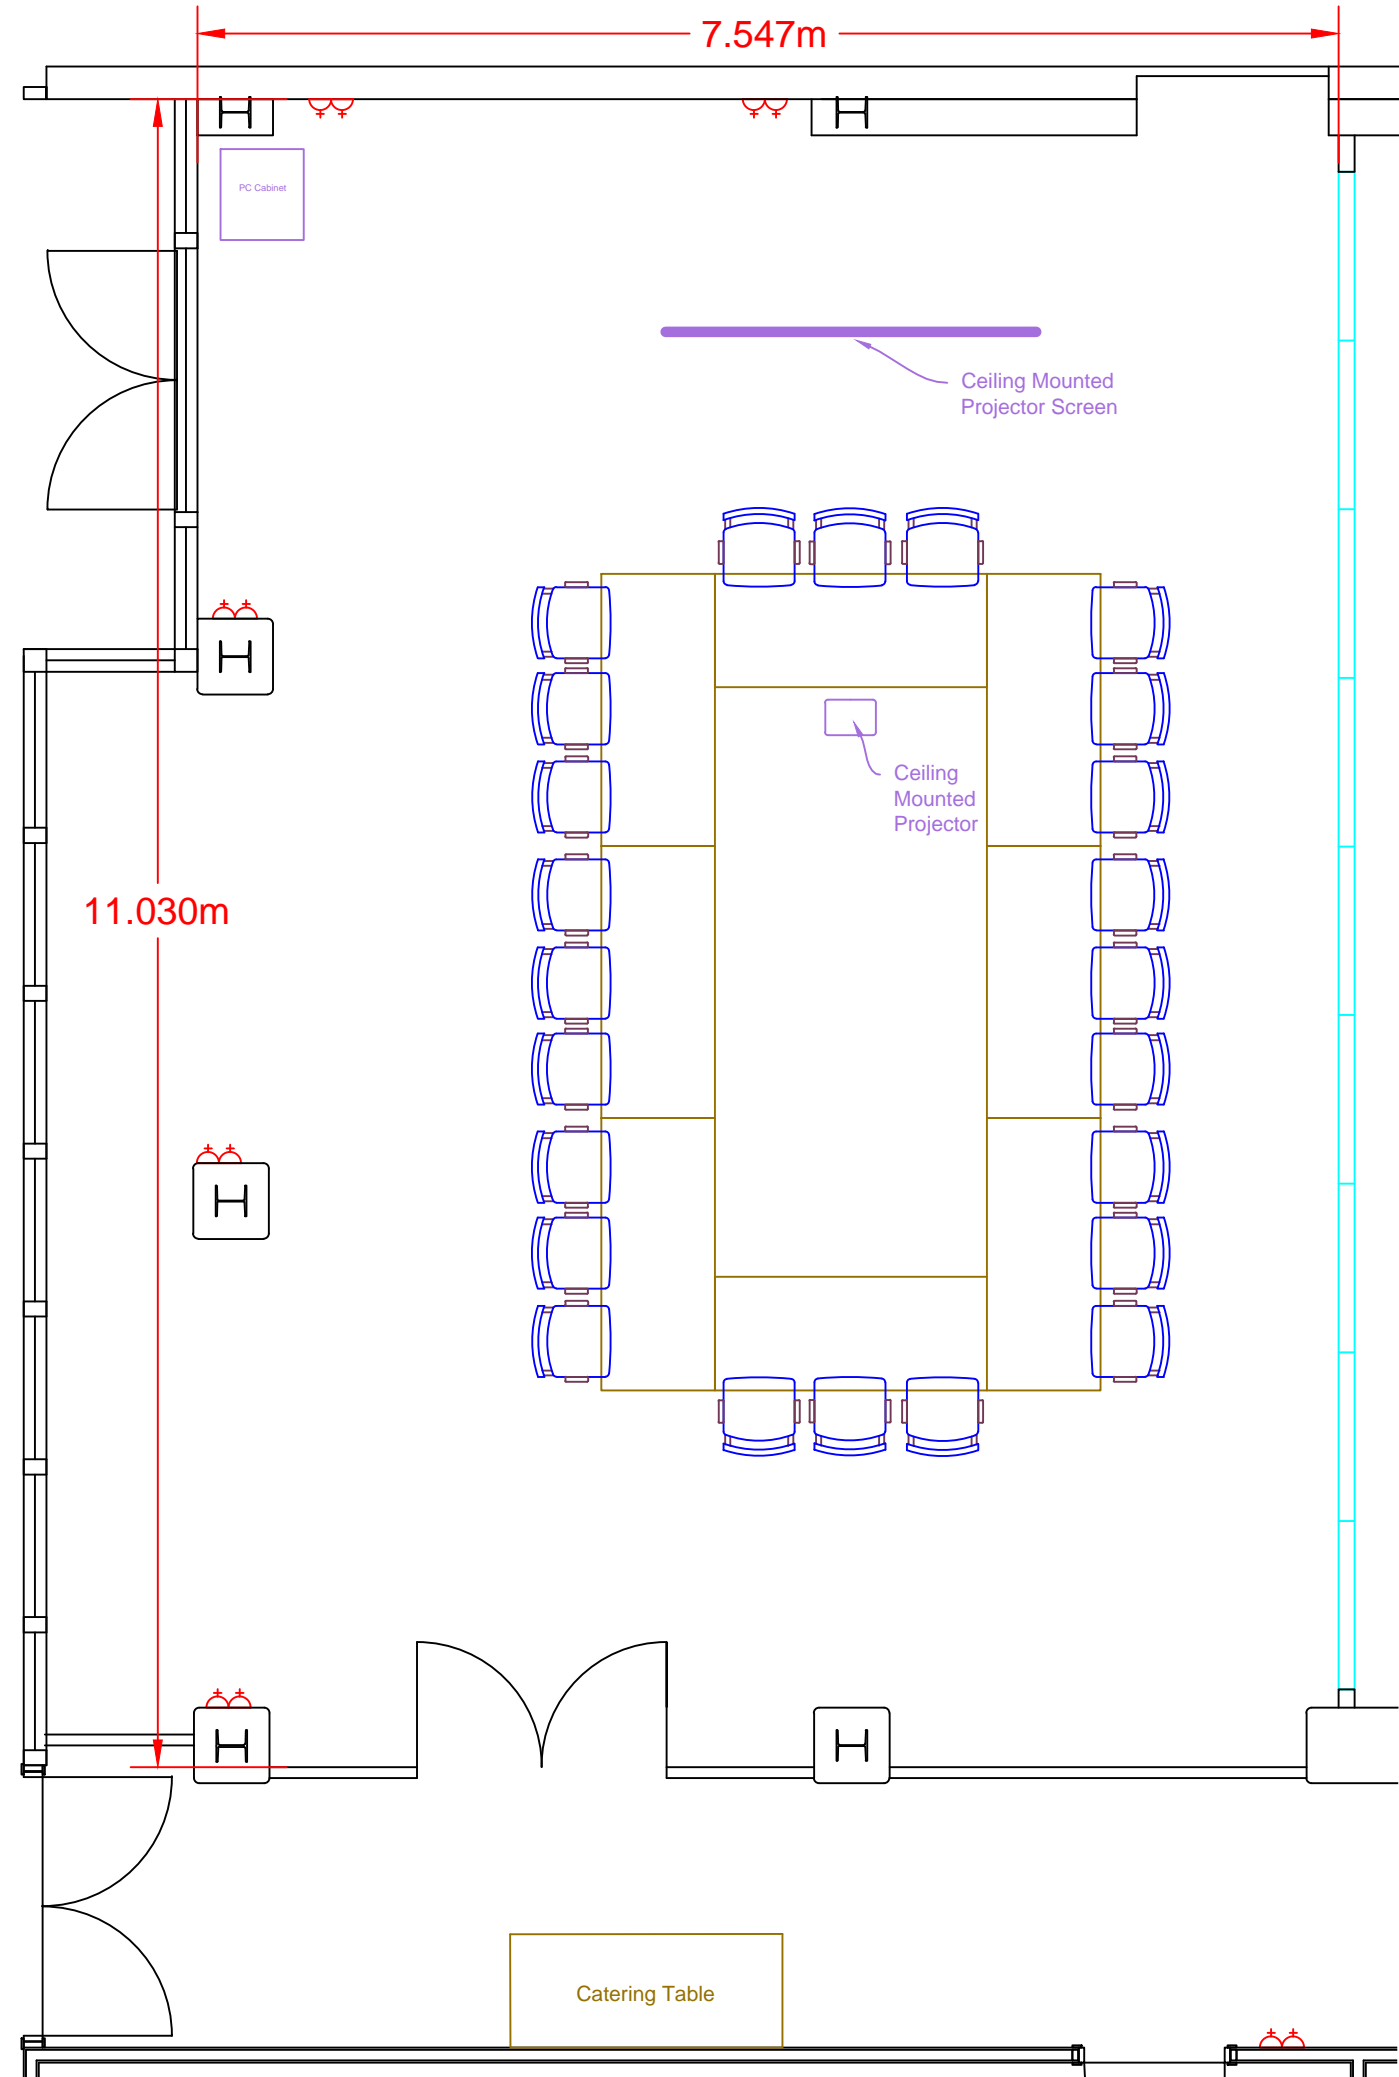 7.547m
PC Cabinet
Ceiling Mounted
Projector Screen
Ceiling
Mounted
Projector
11.030m
Catering Table